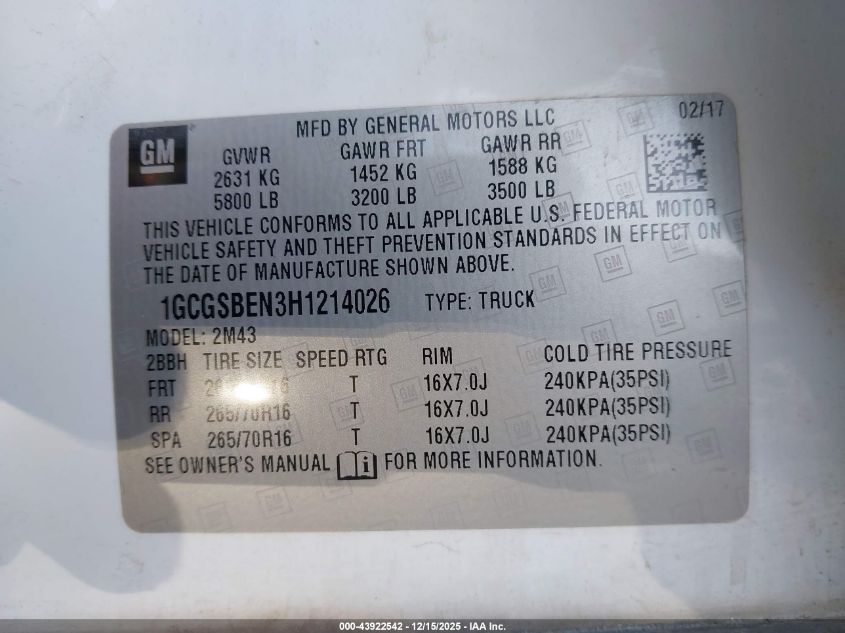 MFD BY GENERAL MOTORS LLC 02/17
GM
GVWR GAWR FRT GAWR RR
2631 KG 1452 KG 1588 KG
5800 LB 3200 LB 3500 LB
THIS VEHICLE CONFORMS TO ALL APPLICABLE U.S. FEDERAL MOTOR
VEHICLE SAFETY AND THEFT PREVENTION STANDARDS IN EFFECT ON
THE DATE OF MANUFACTURE SHOWN ABOVE.
1GCGSBEN3H1214026 TYPE: TRUCK
MODEL: 2M43
2BBH TIRE SIZE SPEED RTG RIM COLD TIRE PRESSURE
FRT T 16X7.0J 240KPA(35PSI)
RR 265/70R16 T 16X7.0J 240KPA(35PSI)
SPA 265/70R16 T 16X7.0J 240KPA(35PSI)
SEE OWNER'S MANUAL FOR MORE INFORMATION.
000-43922542 - 12/15/2025 - IAA Inc.